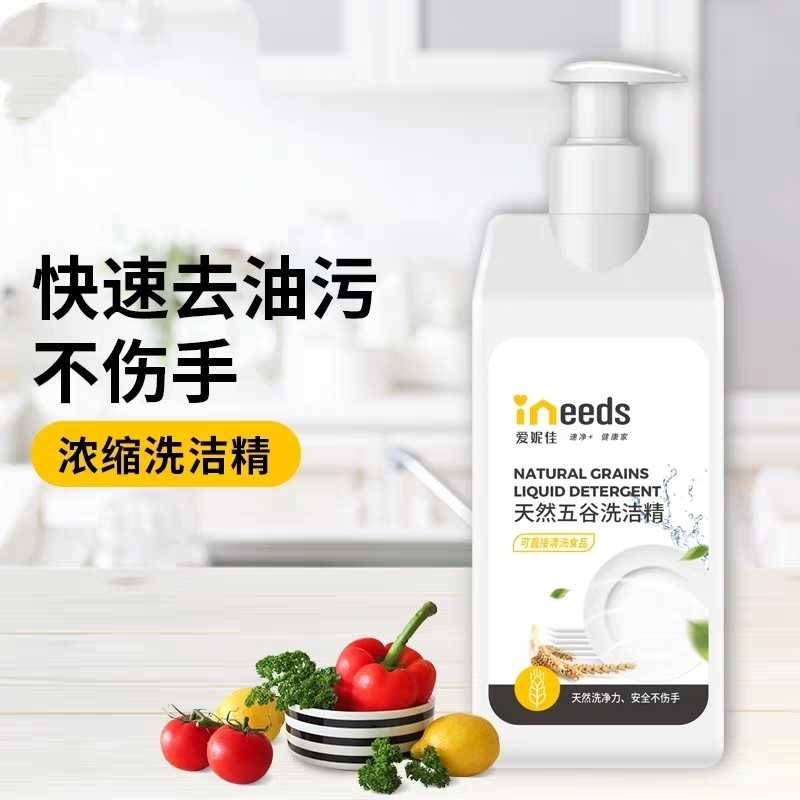 快速去油污
不伤手
浓缩洗洁精
ineeds
爱妮佳 速净+ 健康家
NATURAL GRAINS
LIQUID DETERGENT
天然五谷洗洁精
可直接清洗食品
天然洗净力、安全不伤手